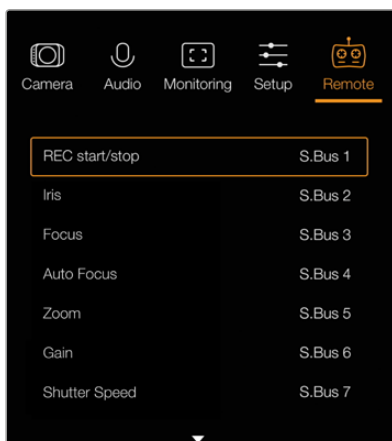 Camera Audio Monitoring Setup Remote
REC start/stop S.Bus 1
Iris S.Bus 2
Focus S.Bus 3
Auto Focus S.Bus 4
Zoom S.Bus 5
Gain S.Bus 6
Shutter Speed S.Bus 7